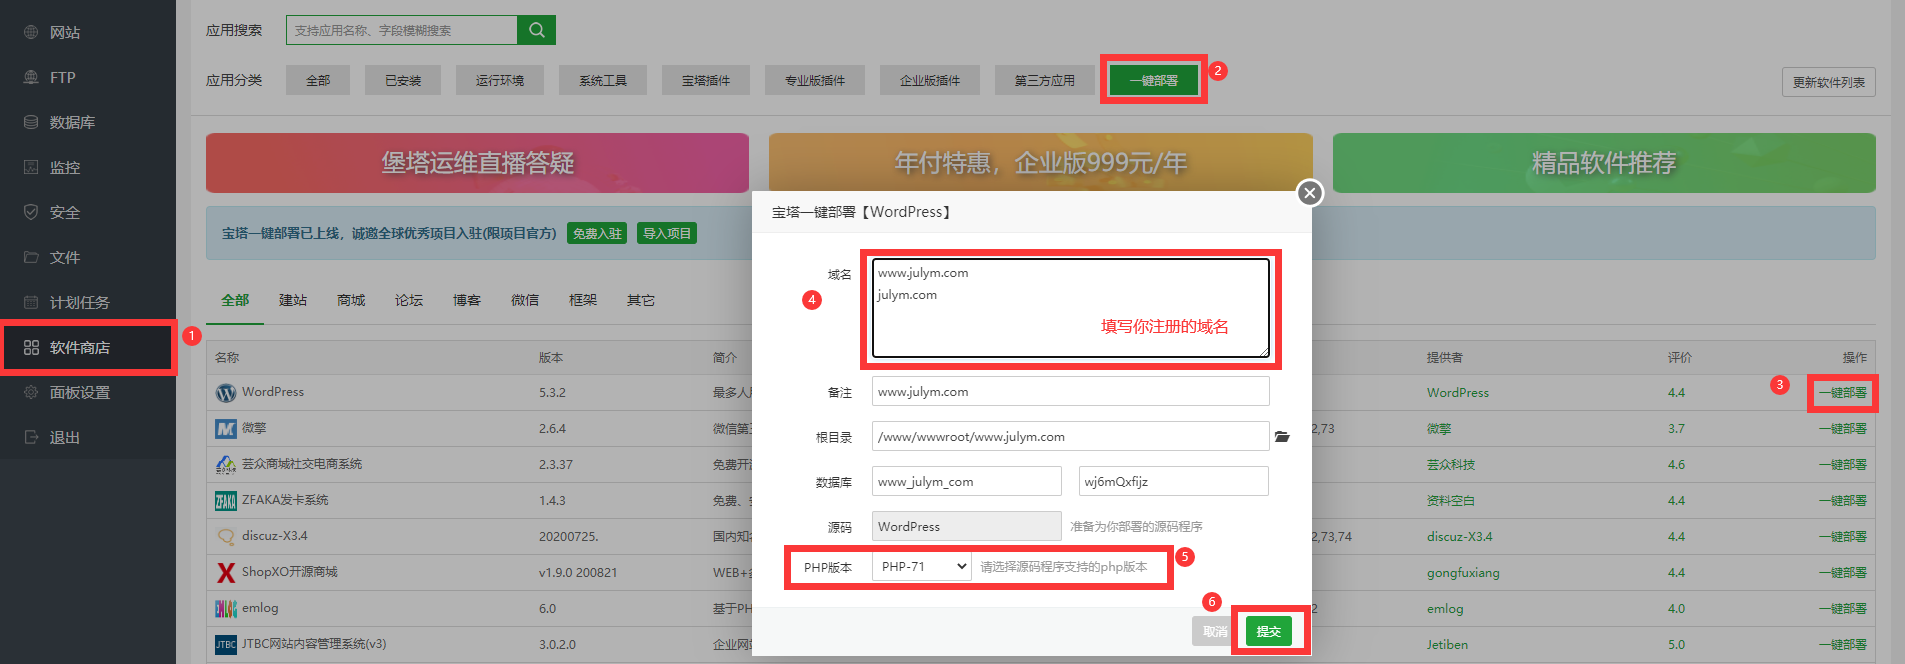 网站
FTP
数据库
监控
安全
文件
计划任务
软件商店
1
面板设置
退出
应用搜索
支持应用名称、字段模糊搜索
应用分类
全部
已安装
运行环境
系统工具
宝塔插件
专业版插件
企业版插件
第三方应用
一键部署
2
更新软件列表
堡塔运维直播答疑
年付特惠，企业版999元/年
精品软件推荐
宝塔一键部署已上线，诚邀全球优秀项目入驻(限项目官方)
免费入驻
导入项目
全部
建站
商城
论坛
博客
微信
框架
其它
名称 版本 简介 提供者 评价 操作
WordPress 5.3.2 最多人 WordPress 4.4 一键部署
3
微擎 2.6.4 微信第三 2,73 微擎 3.7 一键部署
芸众商城社交电商系统 2.3.37 免费开 芸众科技 4.6 一键部署
ZFAKA ZFAKA发卡系统 1.4.3 免费、 资料空白 4.4 一键部署
discuz-X3.4 20200725. 国内知 2,73,74 discuz-X3.4 4.4 一键部署
ShopXO开源商城 v1.9.0 200821 WEB+ gongfuxiang 4.4 一键部署
EMLOG emlog 6.0 基于PH 2 emlog 4.0 一键部署
JTBC JTBC网站内容管理系统(v3) 3.0.2.0 企业网 Jetiben 5.0 一键部署
宝塔一键部署【WordPress】
域名
www.julym.com
julym.com
填写你注册的域名
4
备注
www.julym.com
根目录
/www/wwwroot/www.julym.com
数据库
www_julym_com
wj6mQxfijz
源码
WordPress
准备为你部署的源码程序
PHP版本
PHP-71
请选择源码程序支持的php版本
5
6
取消
提交